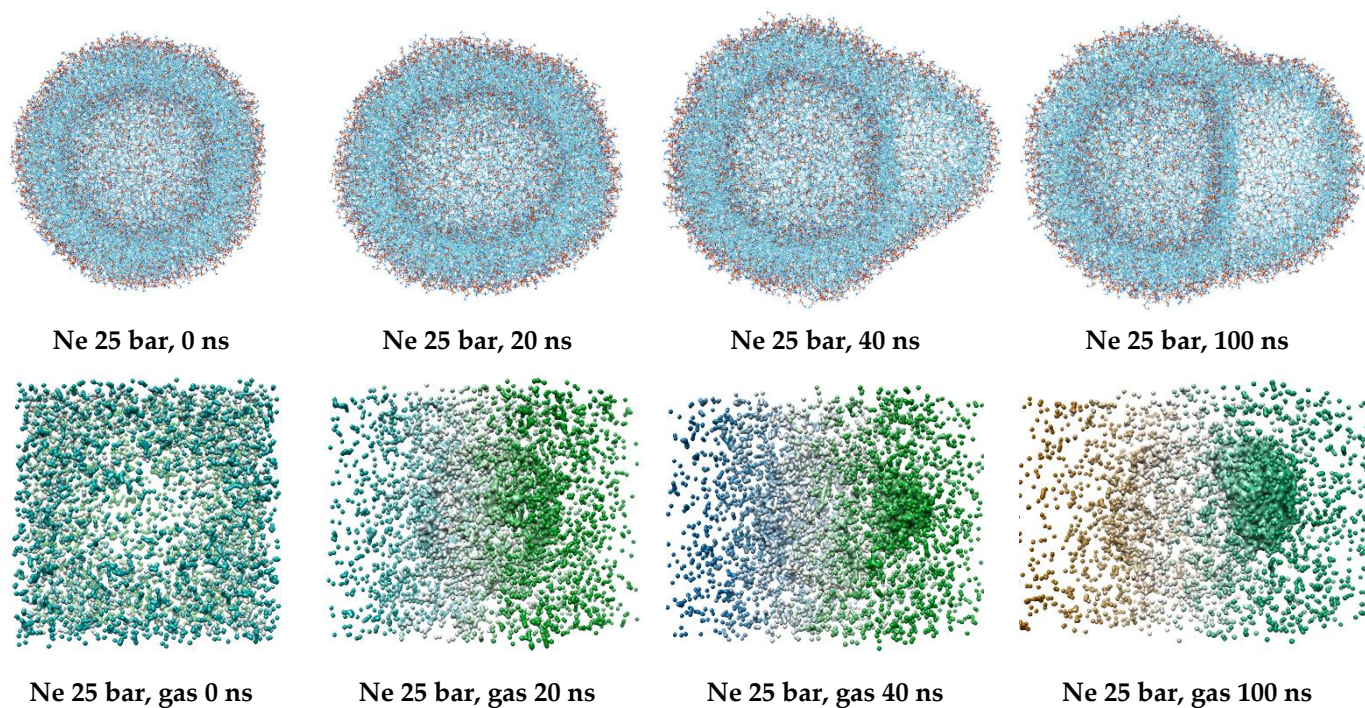 Ne 25 bar, 0 ns
Ne 25 bar, 20 ns
Ne 25 bar, 40 ns
Ne 25 bar, 100 ns
Ne 25 bar, gas 0 ns
Ne 25 bar, gas 20 ns
Ne 25 bar, gas 40 ns
Ne 25 bar, gas 100 ns